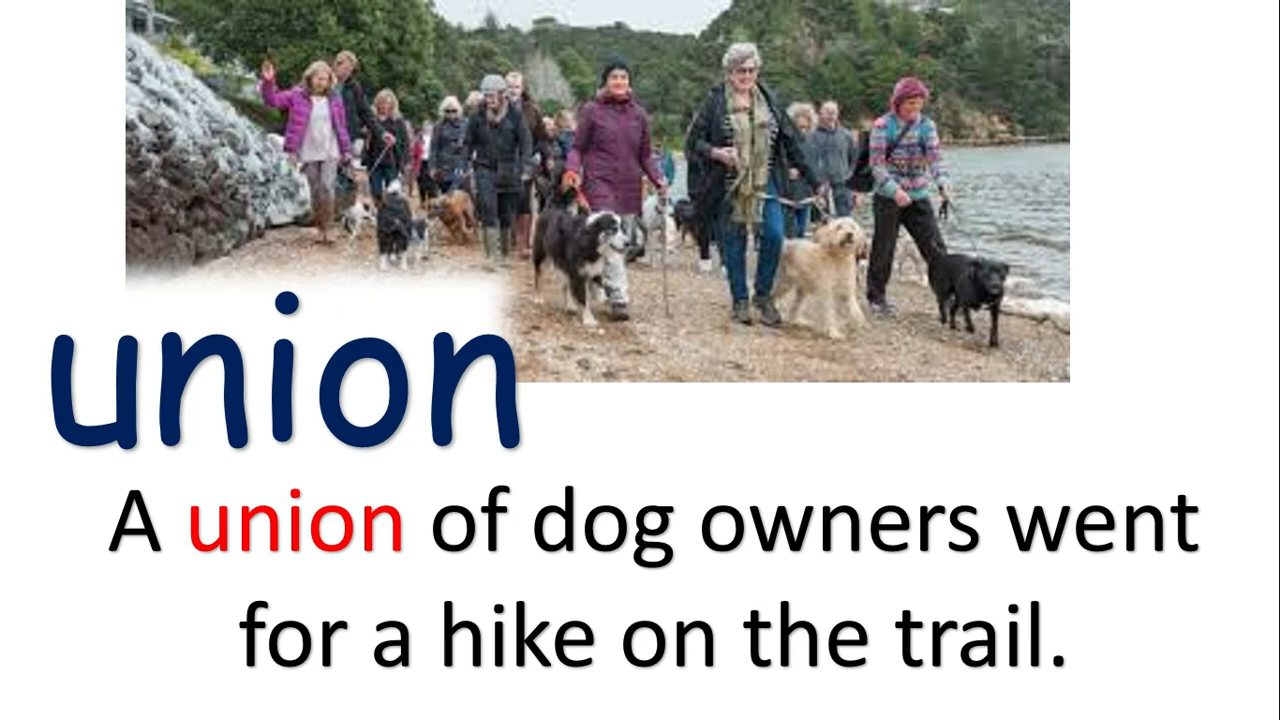 union
A union of dog owners went
for a hike on the trail.